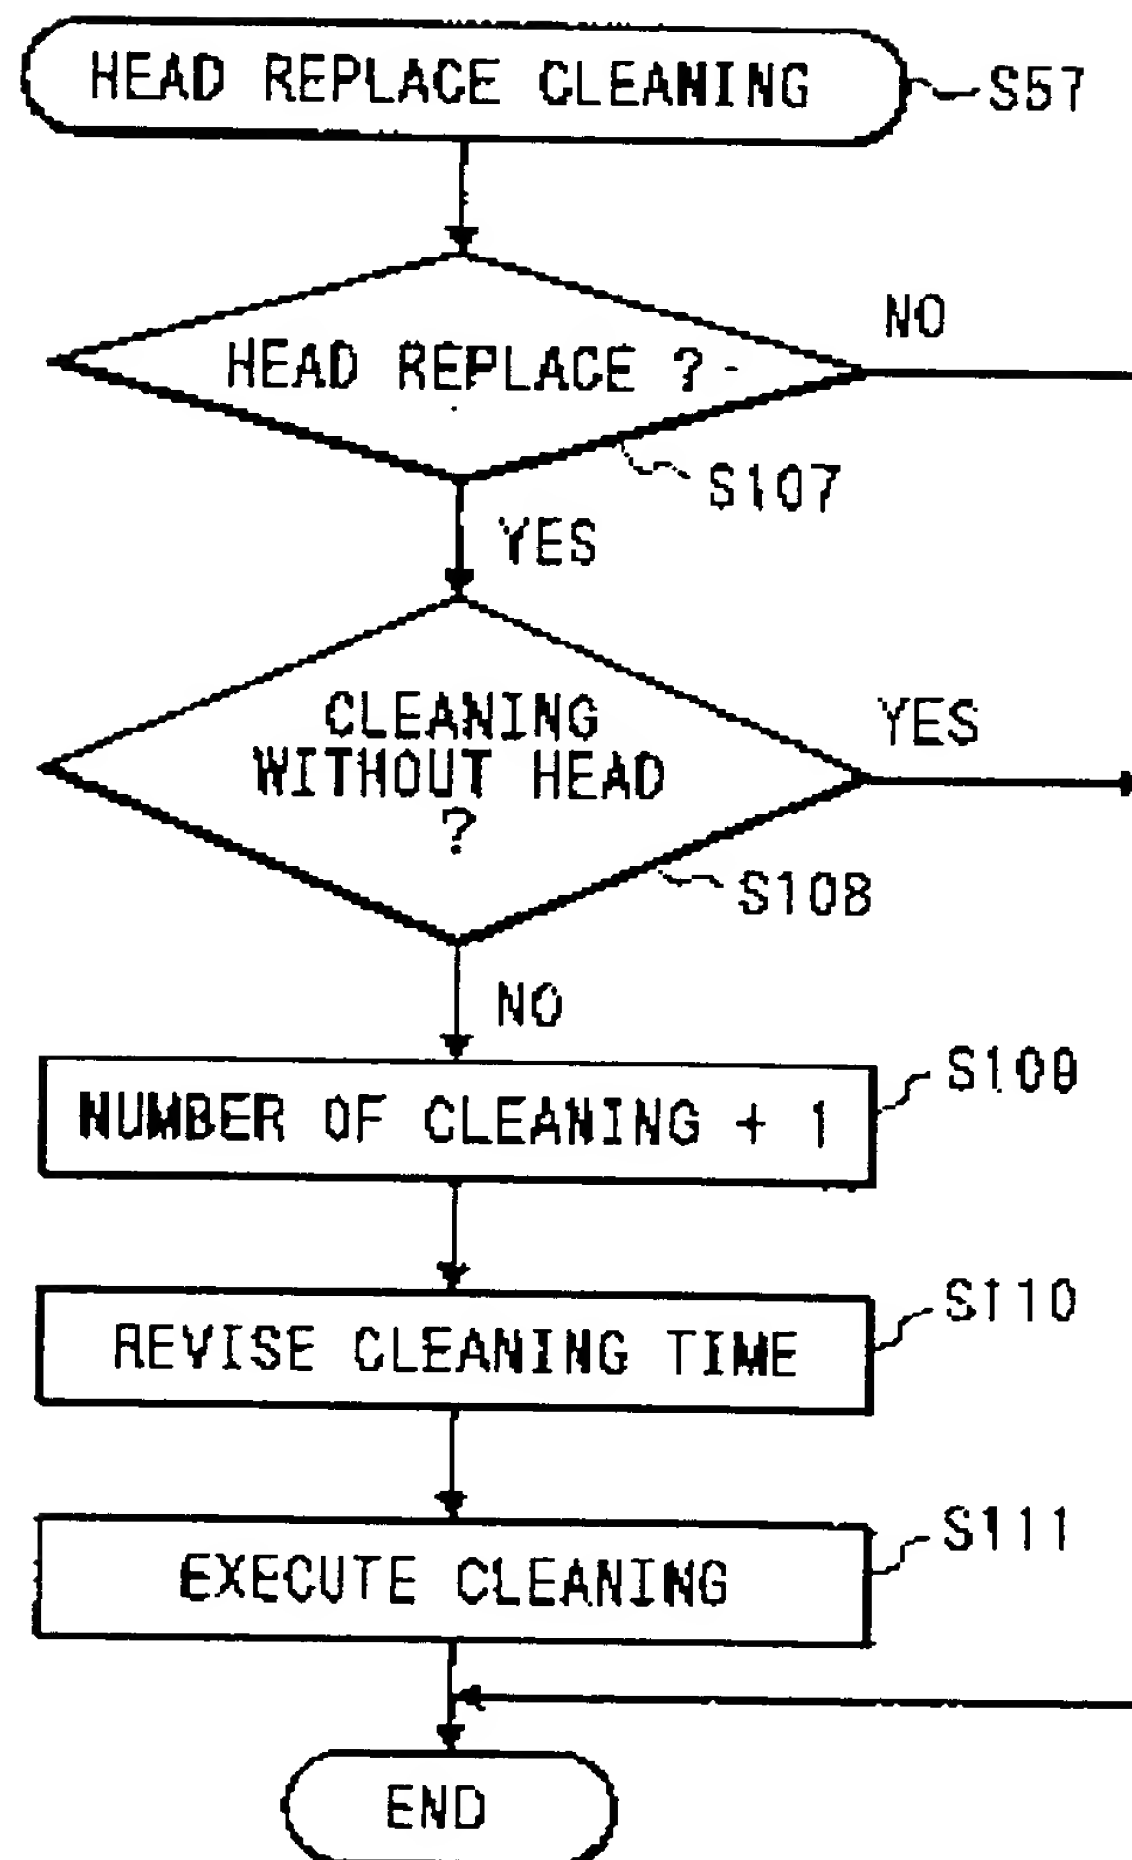 HEAD REPLACE CLEANING
S57
NO
HEAD REPLACE ?
S107
YES
CLEANING
YES
WITHOUT HEAD
?
S108
NO
S109
NUMBER OF CLEANING + 1
S110
REVISE CLEANING TIME
S111
EXECUTE CLEANING
END